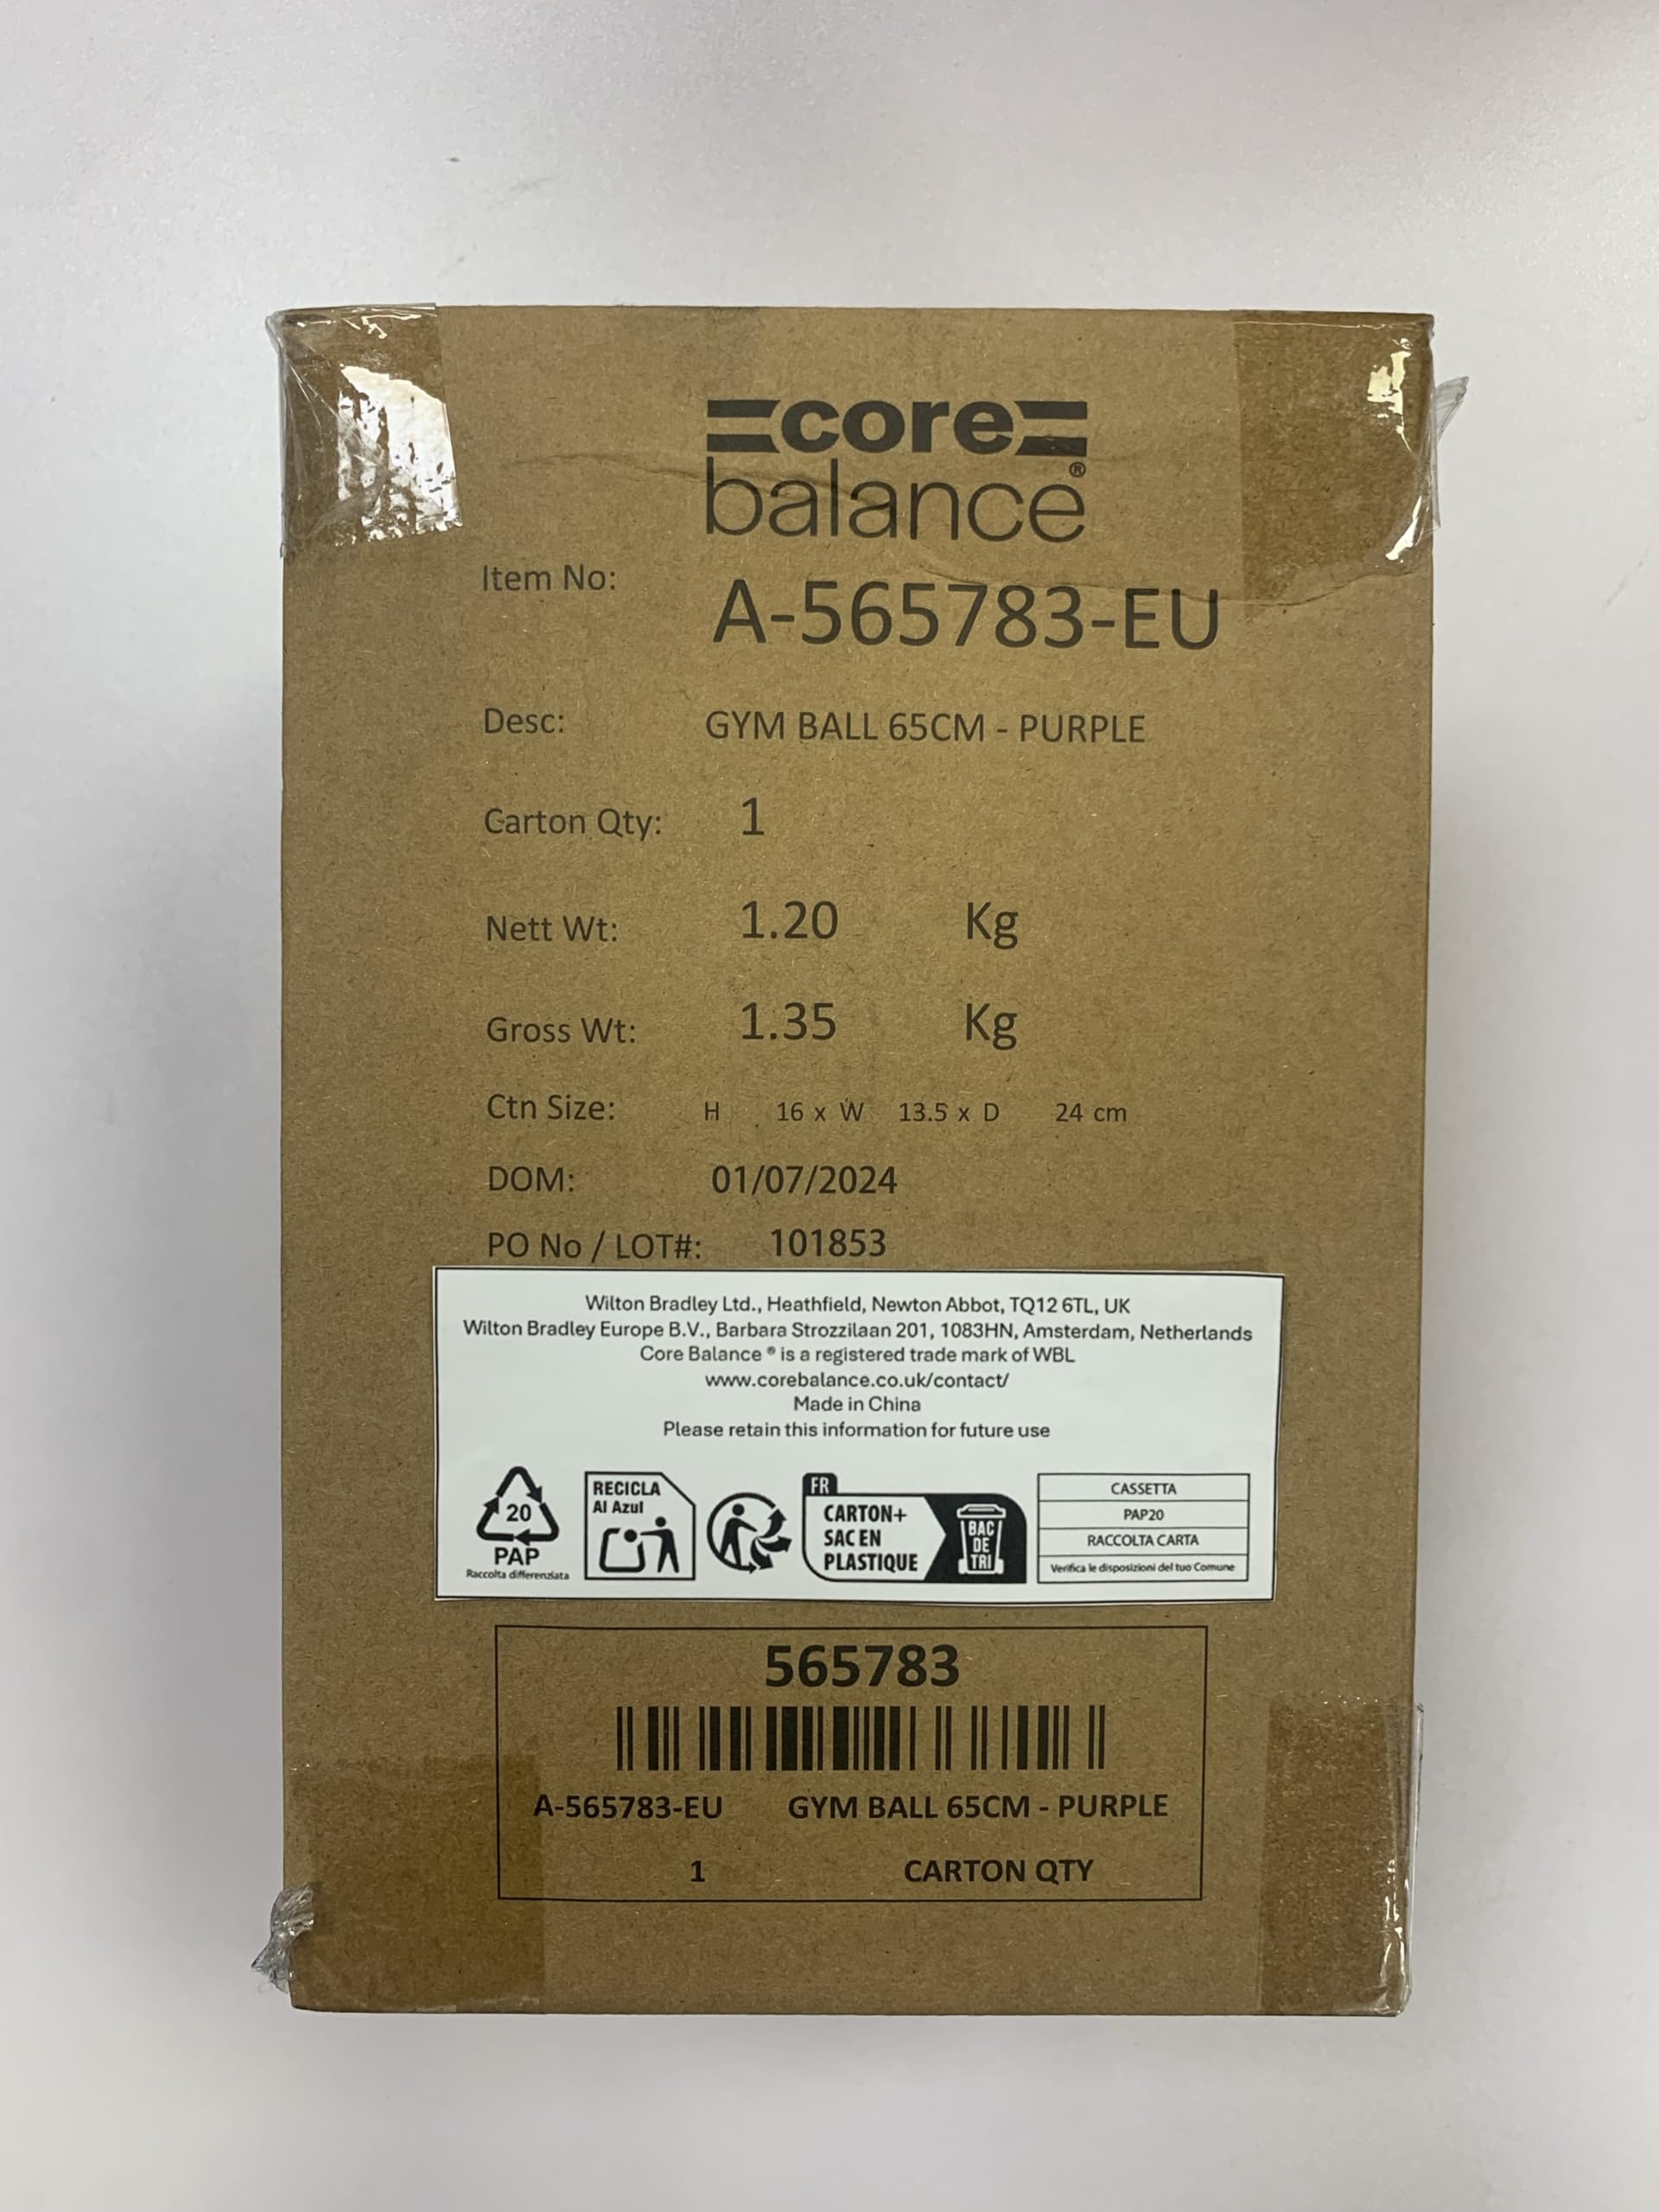 core
balance®
Item No: A-565783-EU
Desc: GYM BALL 65CM - PURPLE
Carton Qty: 1
Nett Wt: 1.20 Kg
Gross Wt: 1.35 Kg
Ctn Size: H 16 x W 13.5 x D 24 cm
DOM: 01/07/2024
PO No / LOT#: 101853
Wilton Bradley Ltd., Heathfield, Newton Abbot, TQ12 6TL, UK
Wilton Bradley Europe B.V., Barbara Strozzilaan 201, 1083HN, Amsterdam, Netherlands
Core Balance ® is a registered trade mark of WBL
www.corebalance.co.uk/contact/
Made in China
Please retain this information for future use
20
PAP
Raccolta differenziata
RECICLA
Al Azul
FR
CARTON+
SAC EN
PLASTIQUE
BAC
DE
TRI
CASSETTA
PAP20
RACCOLTA CARTA
Verifica le disposizioni del tuo Comune
565783
A-565783-EU GYM BALL 65CM - PURPLE
1 CARTON QTY